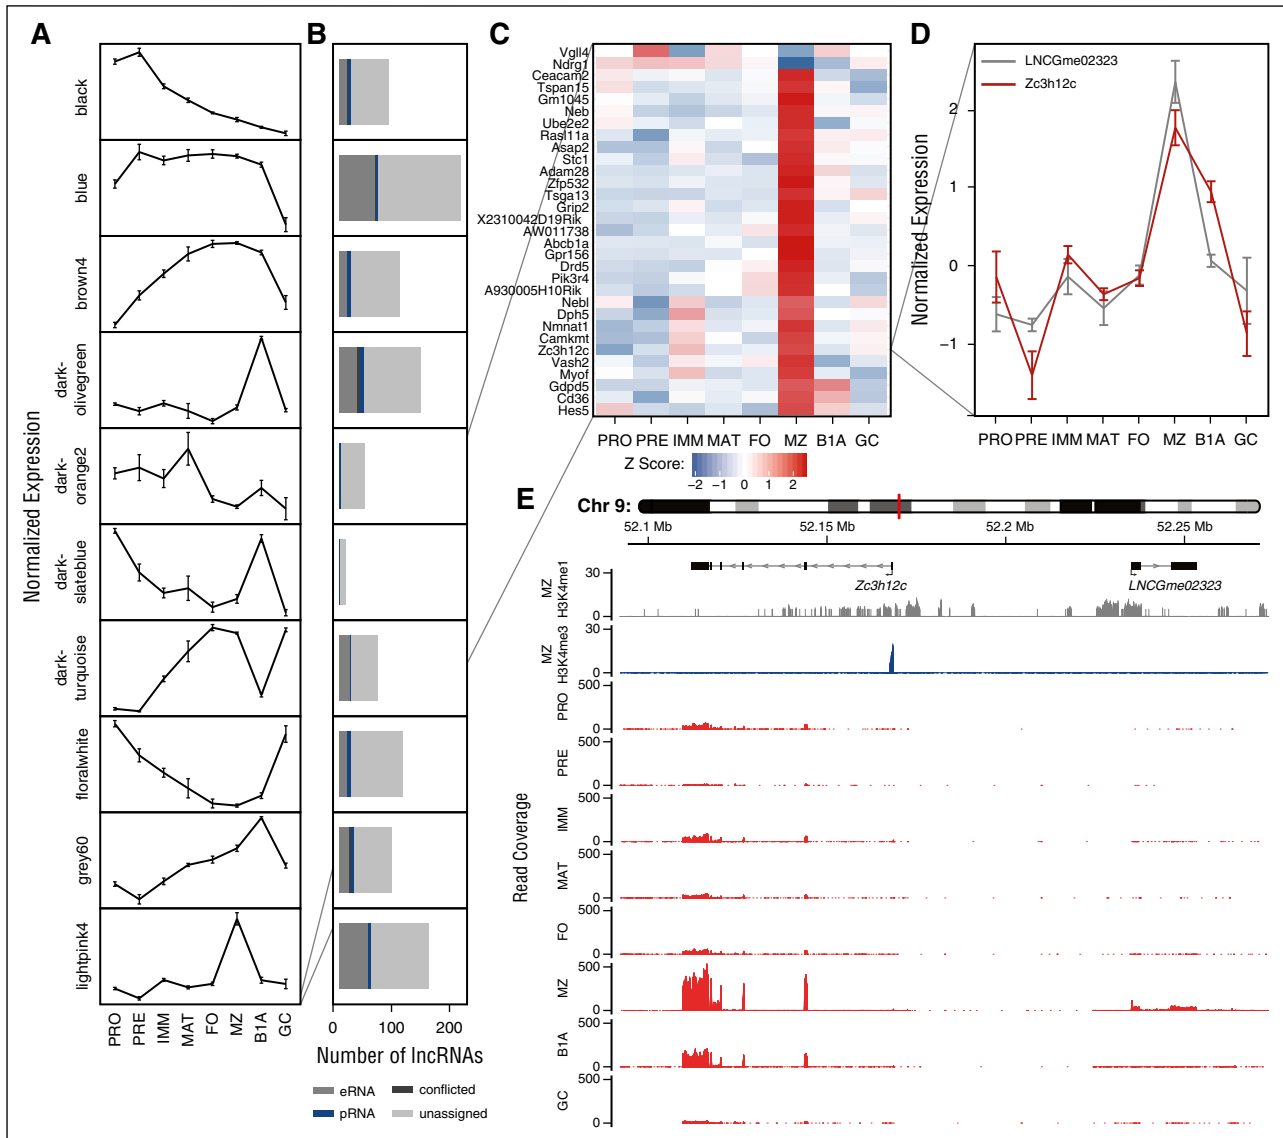 A
B
C
D
E
Normalized Expression
black
blue
brown4
dark-
olivegreen
dark-
orange2
dark-
slateblue
dark-
turquoise
floralwhite
grey60
lightpink4
PRO PRE IMM MAT FO MZ B1A GC
0 100 200
Number of lncRNAs
eRNA
pRNA
conflicted
unassigned
Vgll4
Ndrg1
Ceacam2
Tspan15
Gm1045
Neb
Ube2e2
Rasl11a
Asap2
Stc1
Adam28
Zfp532
Tsga13
Grip2
X2310042D19Rik
AW011738
Abcb1a
Gpr156
Drd5
Pik3r4
A930005H10Rik
Nebl
Dph5
Nmnat1
Camkmt
Zc3h12c
Vash2
Myof
Gdpd5
Cd36
Hes5
PRO PRE IMM MAT FO MZ B1A GC
Z Score:
−2 −1 0 1 2
Normalized Expression
LNCGme02323
Zc3h12c
2
1
0
−1
PRO PRE IMM MAT FO MZ B1A GC
Chr 9:
52.1 Mb 52.15 Mb 52.2 Mb 52.25 Mb
Zc3h12c
LNCGme02323
MZ
H3K4me1
30
0
MZ
H3K4me3
30
0
Read Coverage
PRO
500
0
PRE
500
0
IMM
500
0
MAT
500
0
FO
500
0
MZ
500
0
B1A
500
0
GC
500
0